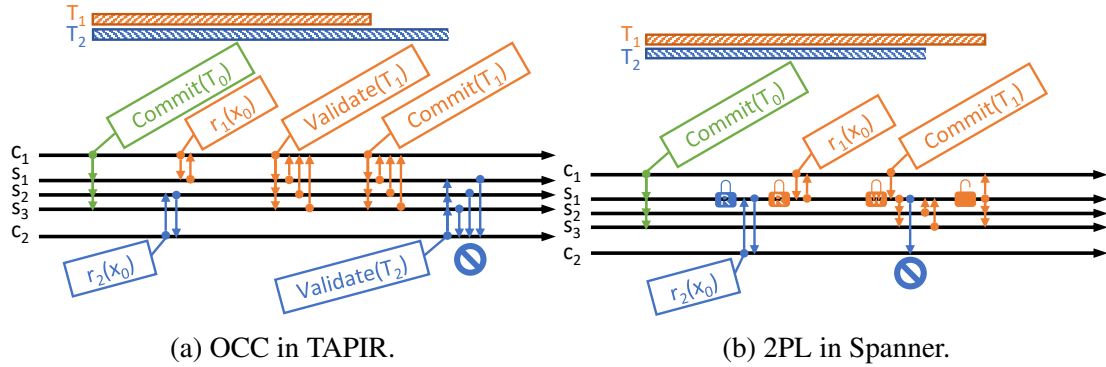 T₁
T₂
Commit(T₀)
r₁(x₀)
Validate(T₁)
Commit(T₁)
c₁
s₁
s₂
s₃
c₂
r₂(x₀)
Validate(T₂)
(a) OCC in TAPIR.
T₁
T₂
Commit(T₀)
r₁(x₀)
Commit(T₁)
c₁
s₁
R
R
W
s₂
s₃
c₂
r₂(x₀)
(b) 2PL in Spanner.